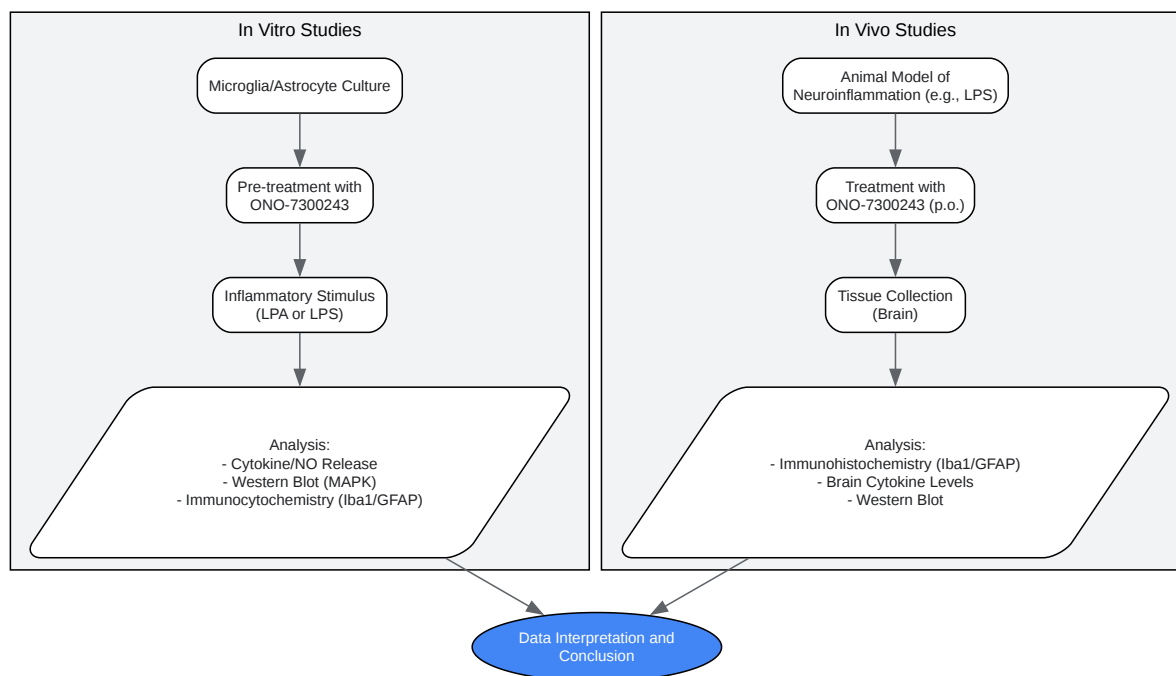 In Vitro Studies
Microglia/Astrocyte Culture
Pre-treatment with
ONO-7300243
Inflammatory Stimulus
(LPA or LPS)
Analysis:
- Cytokine/NO Release
- Western Blot (MAPK)
- Immunocytochemistry (Iba1/GFAP)
In Vivo Studies
Animal Model of
Neuroinflammation (e.g., LPS)
Treatment with
ONO-7300243 (p.o.)
Tissue Collection
(Brain)
Analysis:
- Immunohistochemistry (Iba1/GFAP)
- Brain Cytokine Levels
- Western Blot
Data Interpretation and
Conclusion